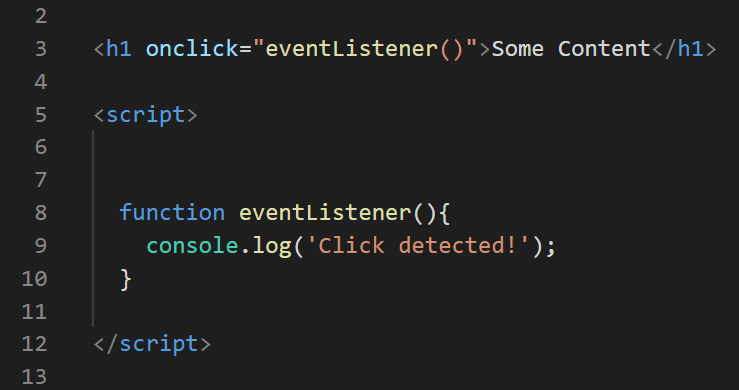 2
3 <h1 onclick="eventListener()">Some Content</h1>
4
5 <script>
6
7
8 function eventListener(){
9 console.log('Click detected!');
10 }
11
12 </script>
13